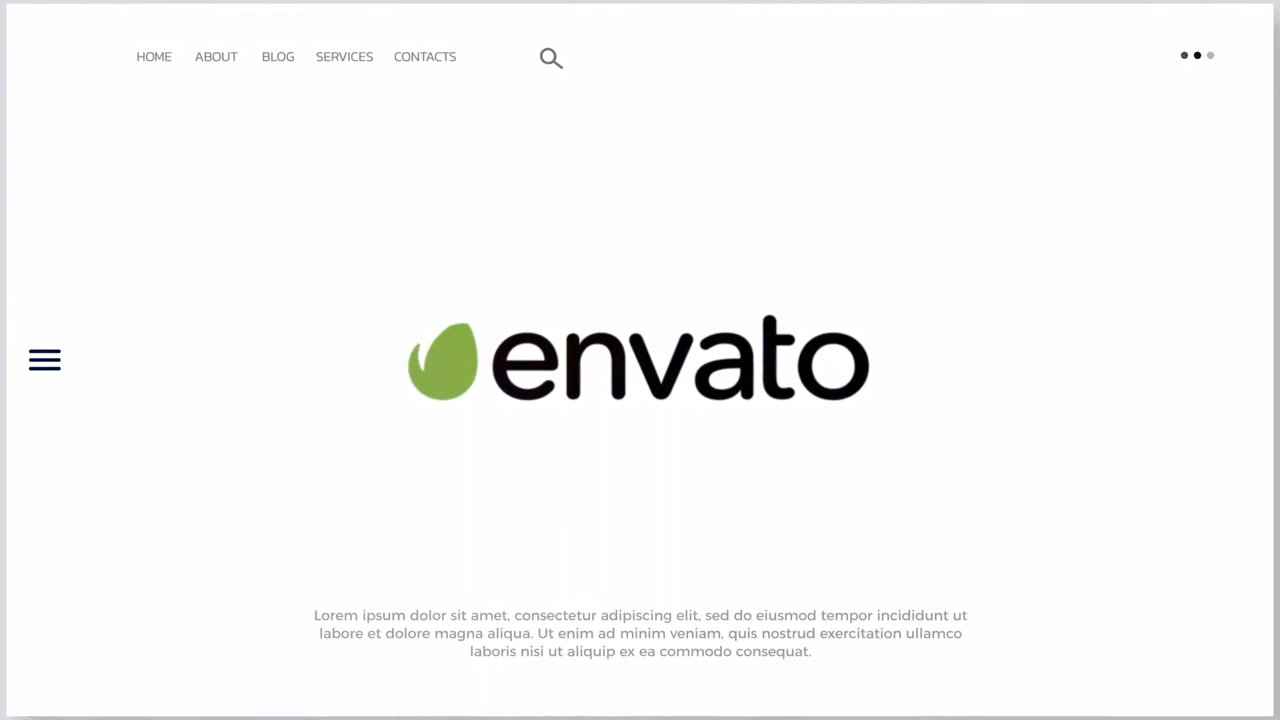 HOME ABOUT BLOG SERVICES CONTACTS
envato
Lorem ipsum dolor sit amet, consectetur adipiscing elit, sed do eiusmod tempor incididunt ut
labore et dolore magna aliqua. Ut enim ad minim veniam, quis nostrud exercitation ullamco
laboris nisi ut aliquip ex ea commodo consequat.